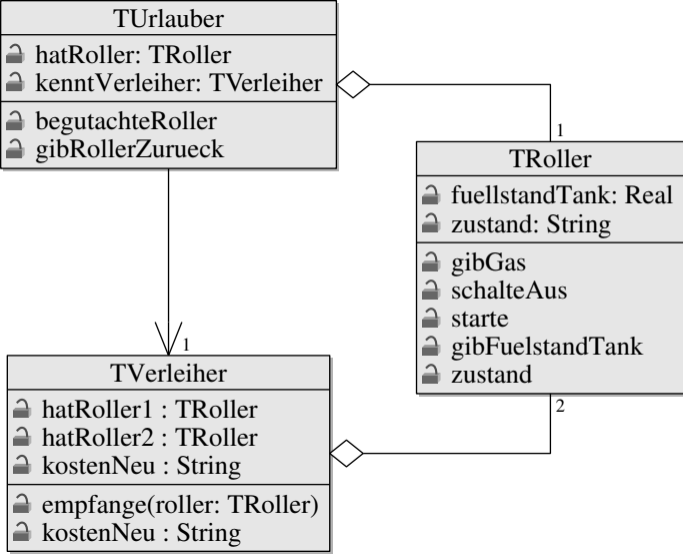 TUrlauber
hatRoller: TRoller
kenntVerleiher: TVerleiher
begutachteRoller
gibRollerZurueck
1
TRoller
fuellstandTank: Real
zustand: String
gibGas
schalteAus
starte
gibFuelstandTank
zustand
2
1
TVerleiher
hatRoller1 : TRoller
hatRoller2 : TRoller
kostenNeu : String
empfange(roller: TRoller)
kostenNeu : String